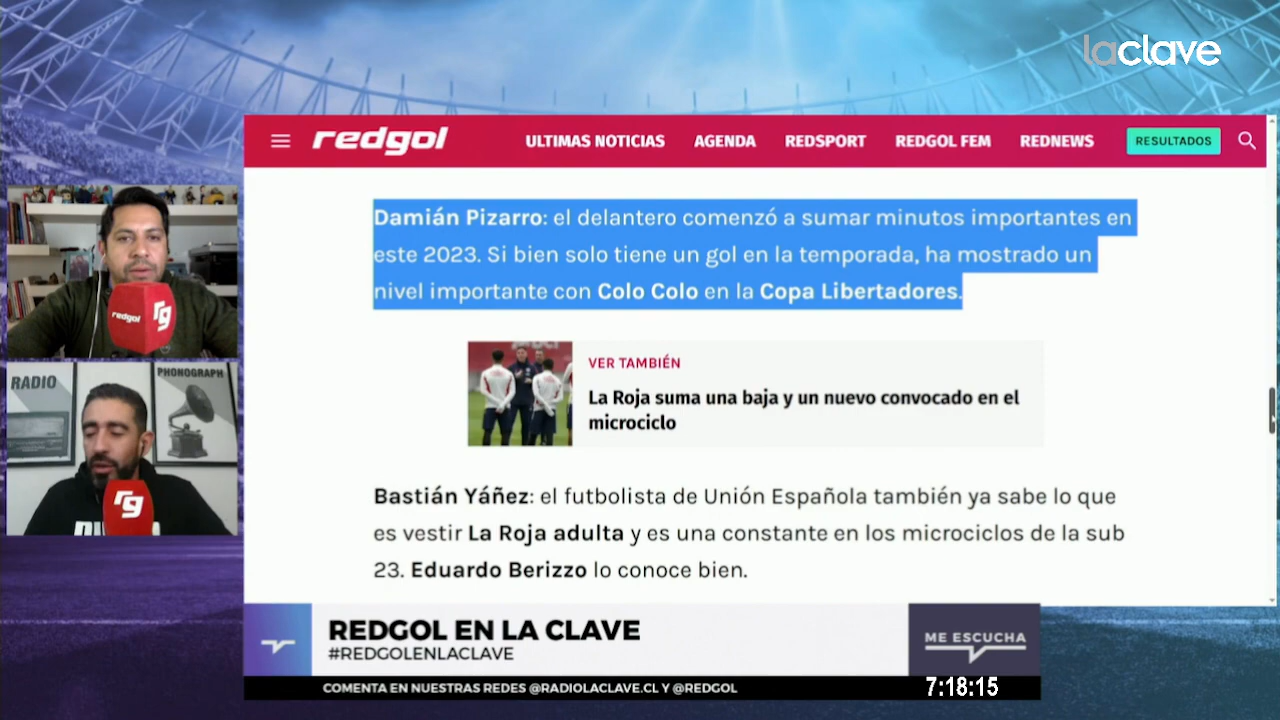 laclave
redgol
ULTIMAS NOTICIAS
AGENDA
REDSPORT
REDGOL FEM
REDNEWS
RESULTADOS
Damián Pizarro: el delantero comenzó a sumar minutos importantes en
este 2023. Si bien solo tiene un gol en la temporada, ha mostrado un
nivel importante con Colo Colo en la Copa Libertadores.
VER TAMBIÉN
La Roja suma una baja y un nuevo convocado en el
microciclo
Bastián Yáñez: el futbolista de Unión Española también ya sabe lo que
es vestir La Roja adulta y es una constante en los microciclos de la sub
23. Eduardo Berizzo lo conoce bien.
redgol
rg
RADIO
PHONOGRAPH
rg
REDGOL EN LA CLAVE
#REDGOLENLACLAVE
ME ESCUCHA
COMENTA EN NUESTRAS REDES @RADIOLACLAVE.CL Y @REDGOL
7:18:15